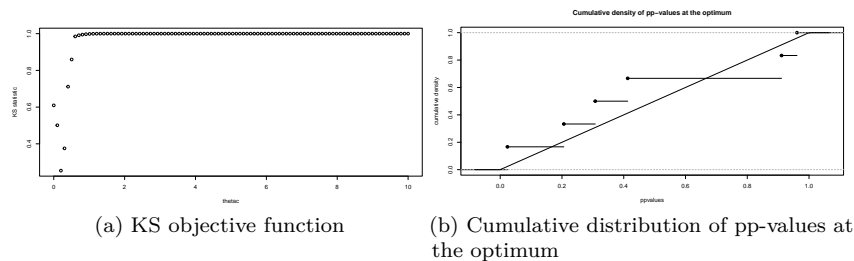 Cumulative density of pp−values at the optimum
KS statistic
0.4 0.6 0.8 1.0
0 2 4 6 8 10
thetac
cumulative density
0.0 0.2 0.4 0.6 0.8 1.0
0.0 0.2 0.4 0.6 0.8 1.0
ppvalues
(a) KS objective function
(b) Cumulative distribution of pp-values at
the optimum